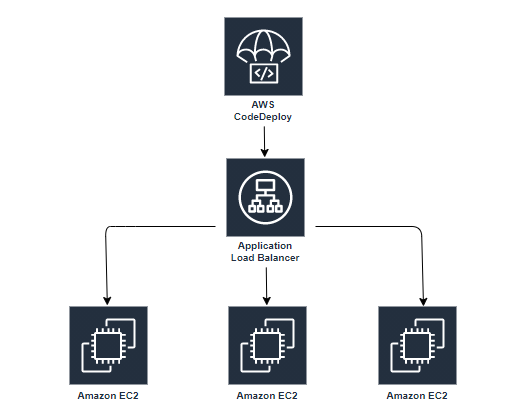 </>
AWS
CodeDeploy
Application
Load Balancer
Amazon EC2
Amazon EC2
Amazon EC2